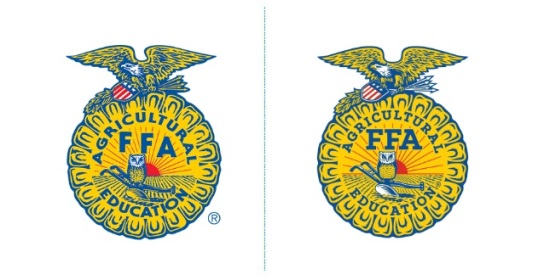 AGRICULTURAL
FFA
EDUCATION
®
AGRICULTURAL
FFA
EDUCATION